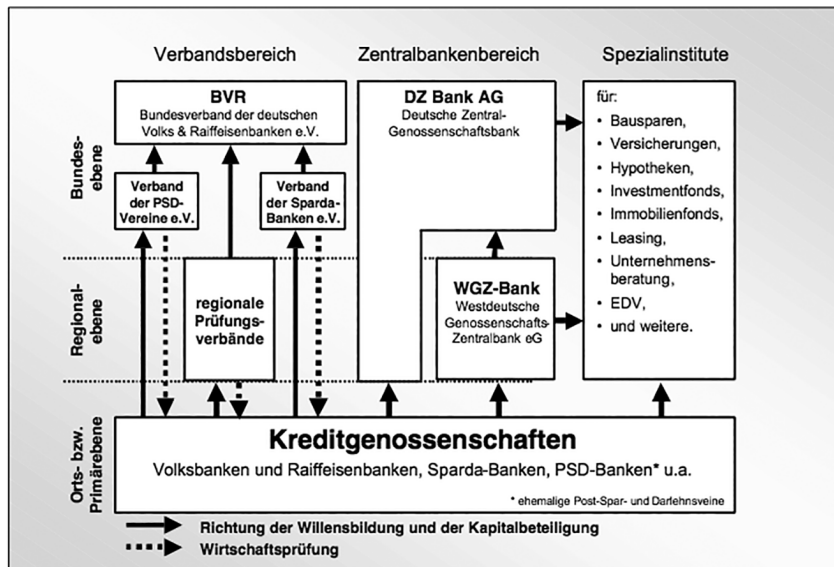 Verbandsbereich
Zentralbankenbereich
Spezialinstitute
Bundes-
ebene
BVR
Bundesverband der deutschen
Volks & Raiffeisenbanken e.V.
Verband
der PSD-
Vereine e.V.
Verband
der Sparda-
Banken e.V.
DZ Bank AG
Deutsche Zentral-
Genossenschaftsbank
für:
• Bausparen,
• Versicherungen,
• Hypotheken,
• Investmentfonds,
• Immobilienfonds,
• Leasing,
• Unternehmens-
beratung,
• EDV,
• und weitere.
Regional-
ebene
regionale
Prüfungs-
verbände
WGZ-Bank
Westdeutsche
Genossenschafts-
Zentralbank eG
Orts- bzw.
Primärebene
Kreditgenossenschaften
Volksbanken und Raiffeisenbanken, Sparda-Banken, PSD-Banken* u.a.
* ehemalige Post-Spar- und Darlehnsveine
Richtung der Willensbildung und der Kapitalbeteiligung
Wirtschaftsprüfung